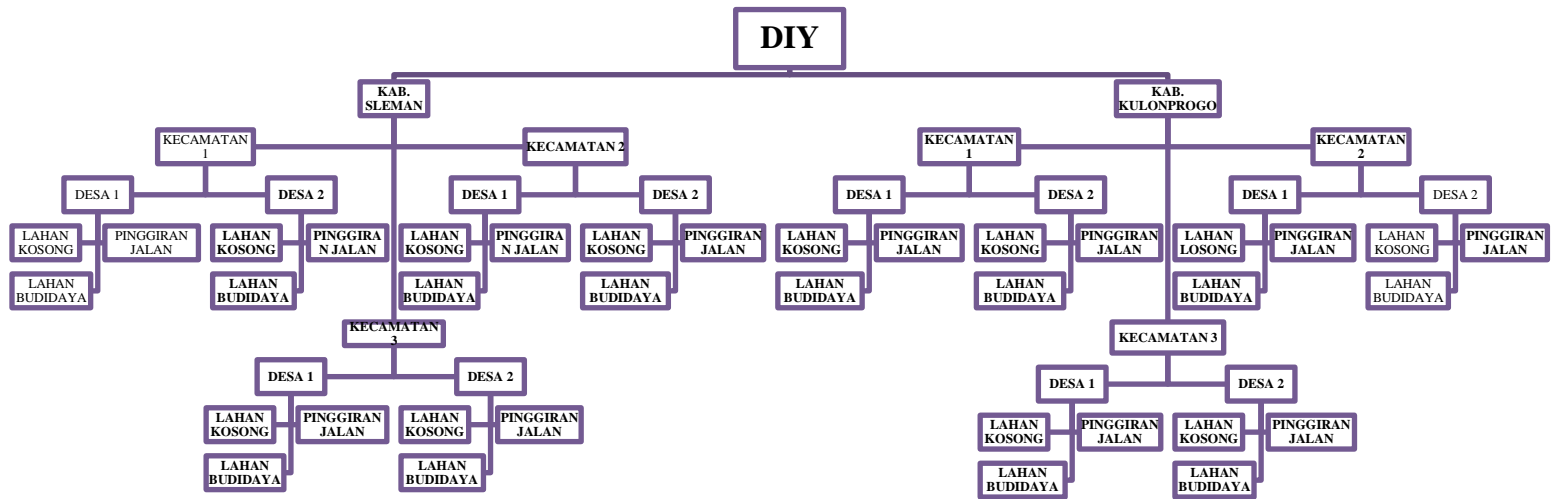 DIY
KAB.
SLEMAN
KAB.
KULONPROGO
KECAMATAN
1
KECAMATAN 2
KECAMATAN
1
KECAMATAN
2
DESA 1
DESA 2
DESA 1
DESA 2
DESA 1
DESA 2
DESA 1
DESA 2
LAHAN
KOSONG
PINGGIRAN
JALAN
LAHAN
KOSONG
PINGGIRA
N JALAN
LAHAN
KOSONG
PINGGIRA
N JALAN
LAHAN
KOSONG
PINGGIRAN
JALAN
LAHAN
KOSONG
PINGGIRAN
JALAN
LAHAN
KOSONG
PINGGIRAN
JALAN
LAHAN
LOSONG
PINGGIRAN
JALAN
LAHAN
KOSONG
PINGGIRAN
JALAN
LAHAN
BUDIDAYA
LAHAN
BUDIDAYA
LAHAN
BUDIDAYA
LAHAN
BUDIDAYA
LAHAN
BUDIDAYA
LAHAN
BUDIDAYA
LAHAN
BUDIDAYA
LAHAN
BUDIDAYA
KECAMATAN
3
KECAMATAN 3
DESA 1
DESA 2
DESA 1
DESA 2
LAHAN
KOSONG
PINGGIRAN
JALAN
LAHAN
KOSONG
PINGGIRAN
JALAN
LAHAN
KOSONG
PINGGIRAN
JALAN
LAHAN
KOSONG
PINGGIRAN
JALAN
LAHAN
BUDIDAYA
LAHAN
BUDIDAYA
LAHAN
BUDIDAYA
LAHAN
BUDIDAYA